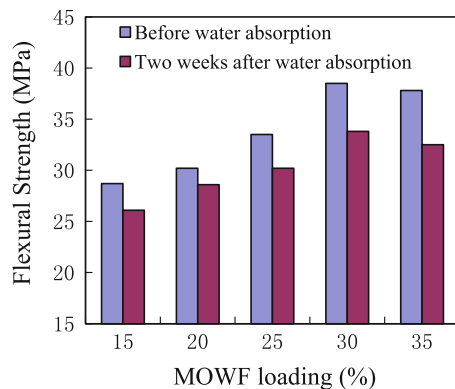 45
40
35
30
25
20
15
Flexural Strength (MPa)
Before water absorption
Two weeks after water absorption
15 20 25 30 35
MOWF loading (%)